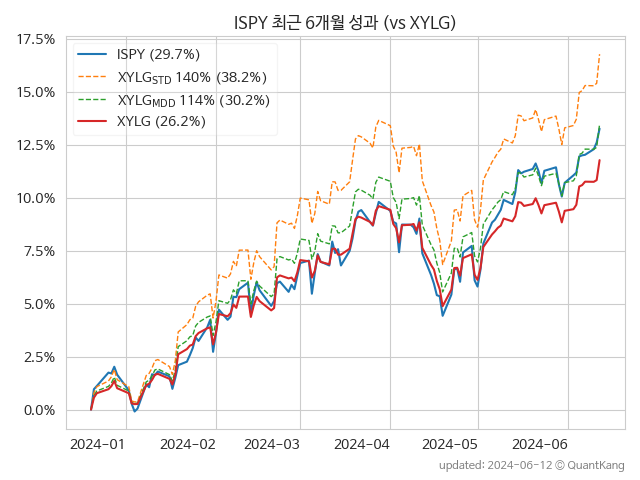 ISPY 최근 6개월 성과 (vs XYLG)
17.5%
15.0%
12.5%
10.0%
7.5%
5.0%
2.5%
0.0%
ISPY (29.7%)
XYLG_STD 140% (38.2%)
XYLG_MDD 114% (30.2%)
XYLG (26.2%)
2024-01 2024-02 2024-03 2024-04 2024-05 2024-06
updated: 2024-06-12 © QuantKang